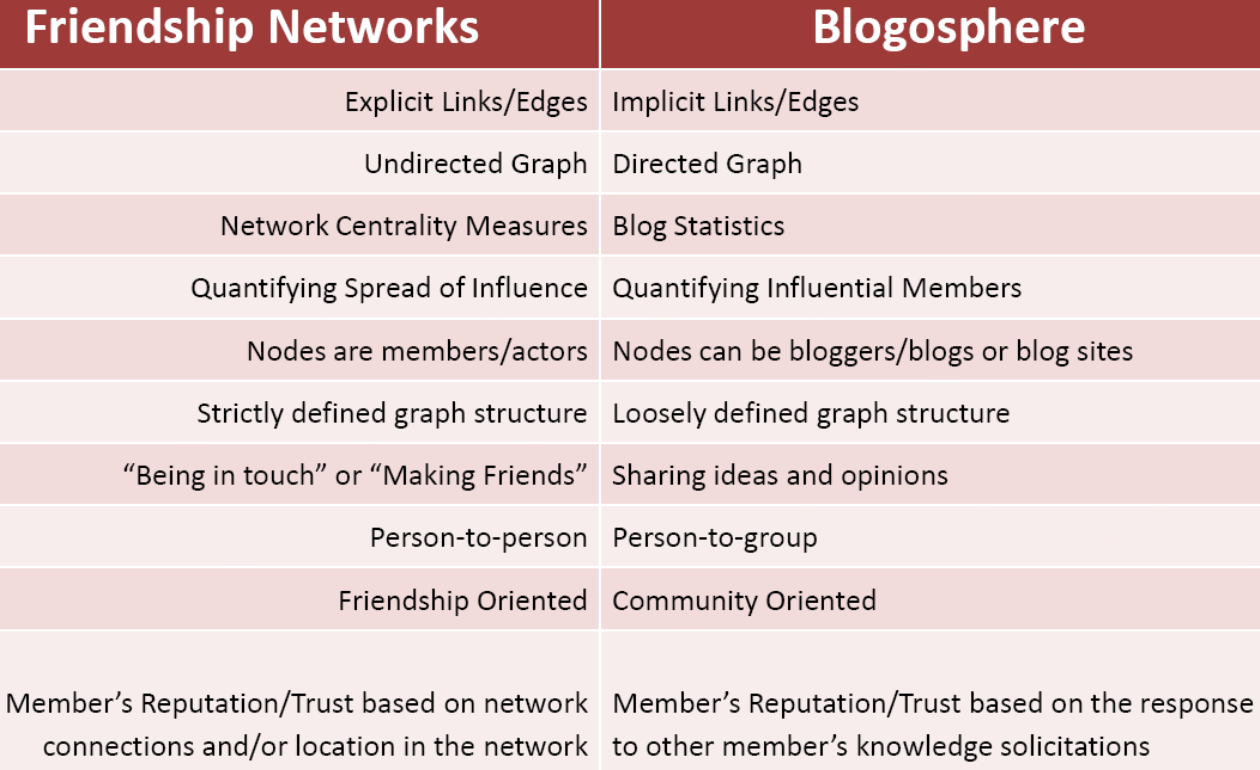 Friendship Networks Blogosphere
Explicit Links/Edges Implicit Links/Edges
Undirected Graph Directed Graph
Network Centrality Measures Blog Statistics
Quantifying Spread of Influence Quantifying Influential Members
Nodes are members/actors Nodes can be bloggers/blogs or blog sites
Strictly defined graph structure Loosely defined graph structure
“Being in touch” or “Making Friends” Sharing ideas and opinions
Person-to-person Person-to-group
Friendship Oriented Community Oriented
Member’s Reputation/Trust based on network Member’s Reputation/Trust based on the response
connections and/or location in the network to other member’s knowledge solicitations